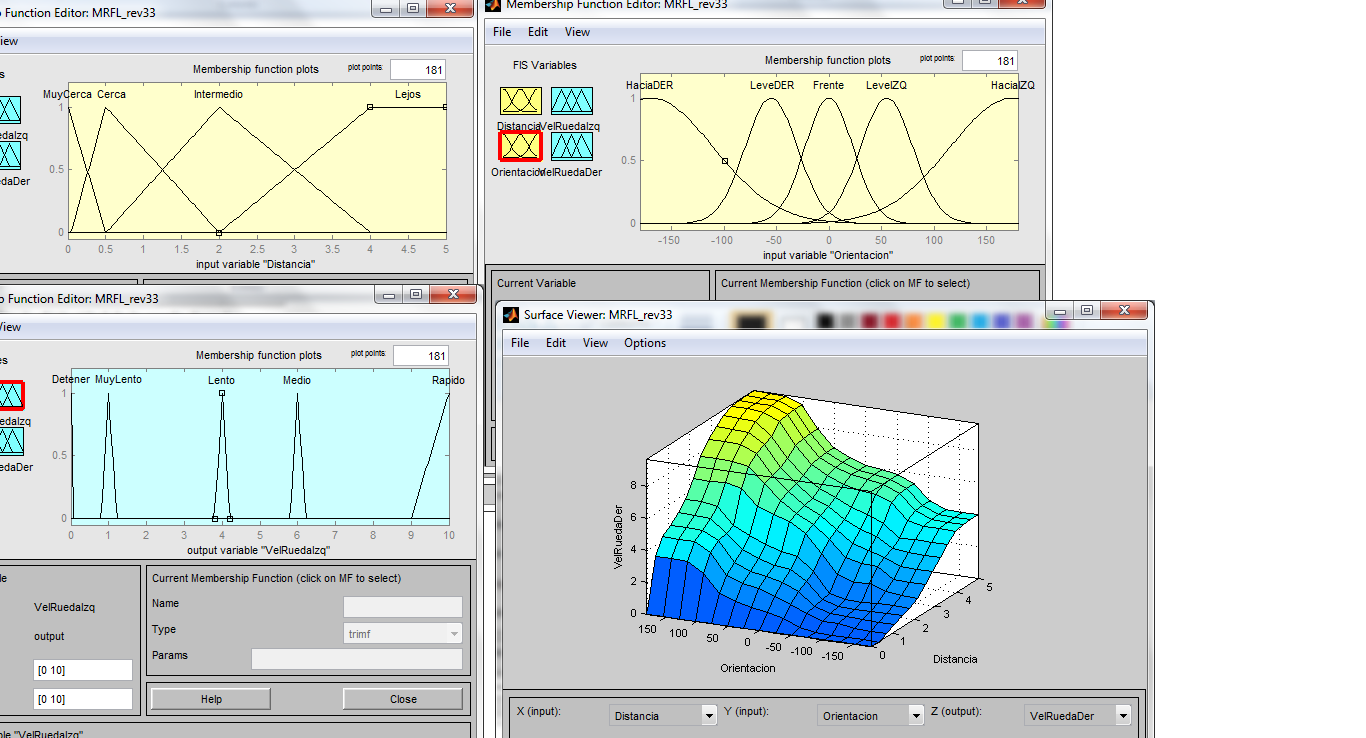 p Function Editor: MRFL_rev33
iew
s
Membership function plots
plot points:
181
MuyCerca Cerca Intermedio Lejos
1
0.5
0
0 0.5 1 1.5 2 2.5 3 3.5 4 4.5 5
input variable "Distancia"
edaIzq
edaDer
Membership Function Editor: MRFL_rev33
File Edit View
FIS Variables
Membership function plots
plot points:
181
Distancia VelRuedaIzq
Orientacion VelRuedaDer
HaciaDER LeveDER Frente LevelZQ HaciaIZQ
1
0.5
0
-150 -100 -50 0 50 100 150
input variable "Orientacion"
Current Variable
Current Membership Function (click on MF to select)
p Function Editor: MRFL_rev33
View
es
Membership function plots
plot points:
181
Detener MuyLento Lento Medio Rapido
1
0.5
0
0 1 2 3 4 5 6 7 8 9 10
output variable "VelRuedaIzq"
edaIzq
edaDer
le
VelRuedaIzq
output
[0 10]
[0 10]
Current Membership Function (click on MF to select)
Name
Type
trimf
Params
Help
Close
le "VelRuedaIzq"
Surface Viewer: MRFL_rev33
File Edit View Options
VelRuedaDer
8
6
4
2
0
150 100 50 0 -50 -100 -150
Orientacion
0 1 2 3 4 5
Distancia
X (input):
Distancia
Y (input):
Orientacion
Z (output):
VelRuedaDer